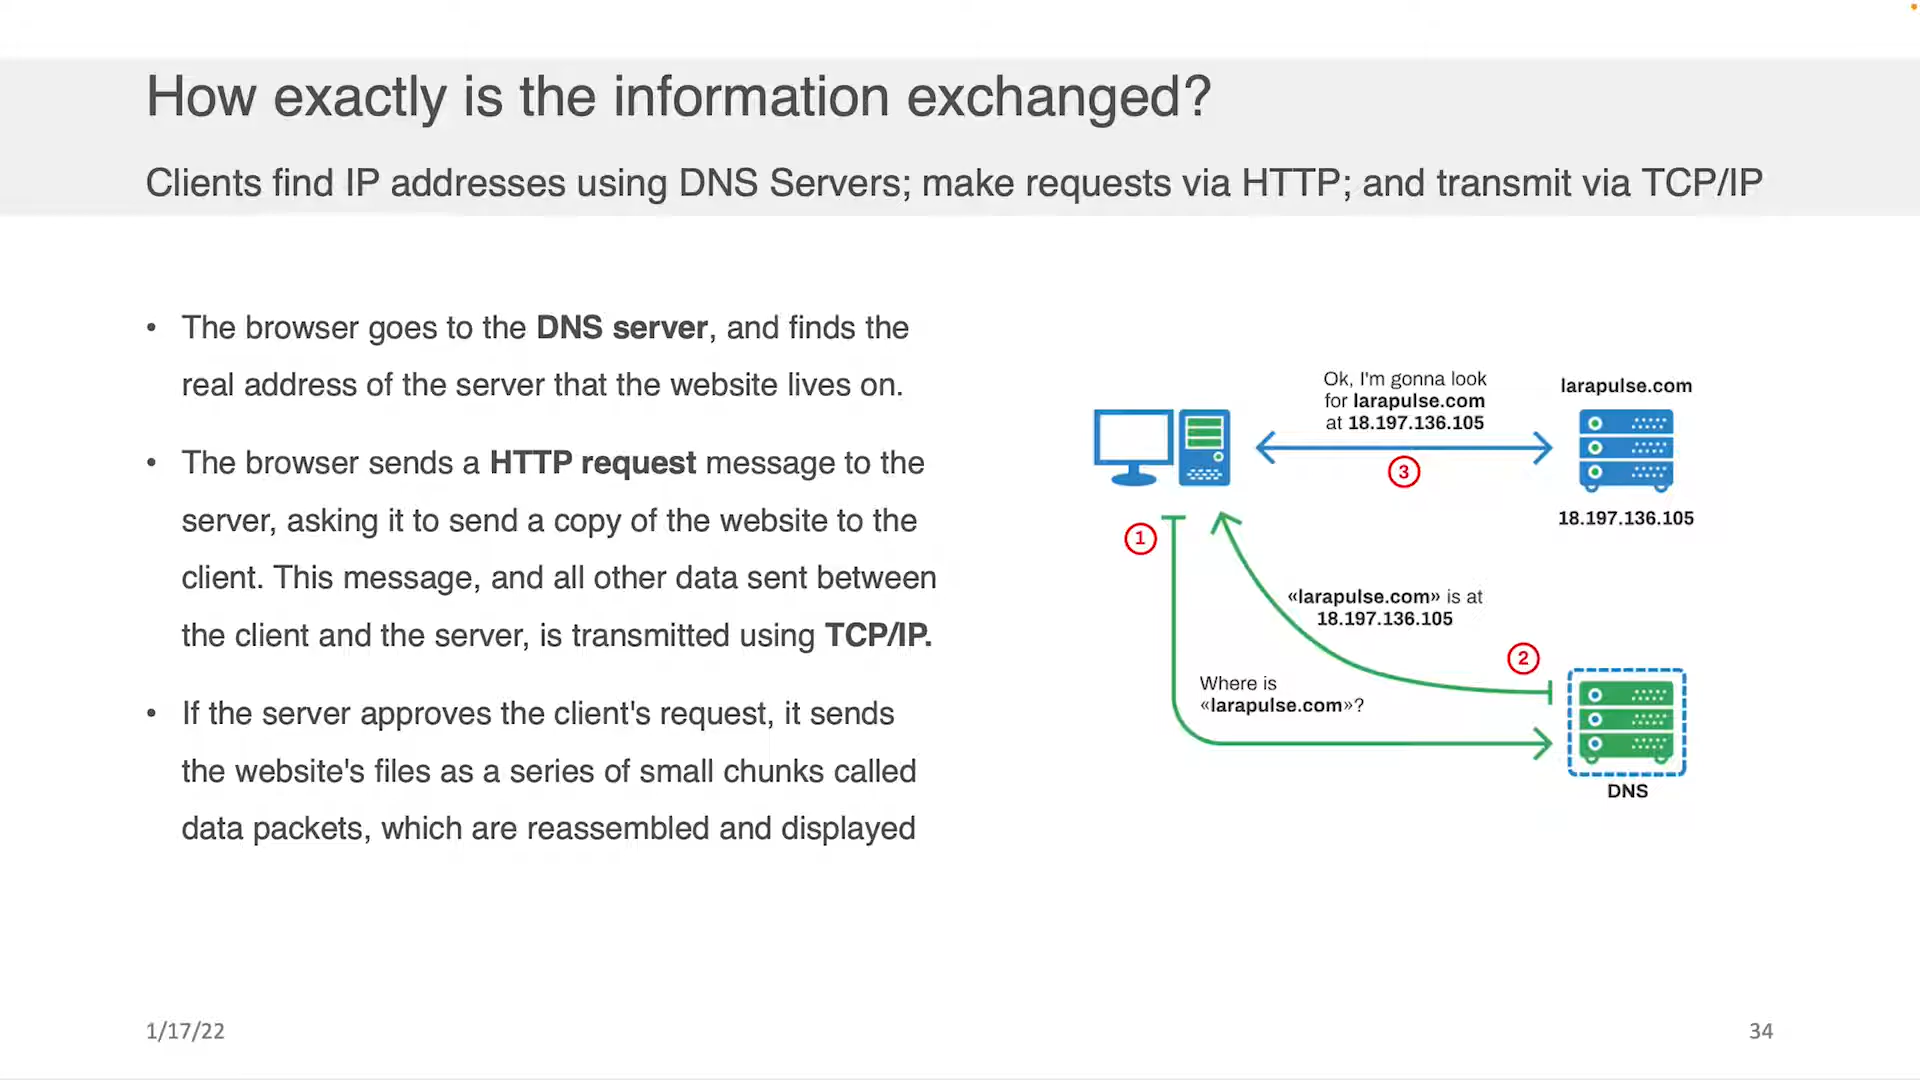 How exactly is the information exchanged?
Clients find IP addresses using DNS Servers; make requests via HTTP; and transmit via TCP/IP
• The browser goes to the DNS server, and finds the
real address of the server that the website lives on.
• The browser sends a HTTP request message to the
server, asking it to send a copy of the website to the
client. This message, and all other data sent between
the client and the server, is transmitted using TCP/IP.
• If the server approves the client's request, it sends
the website's files as a series of small chunks called
data packets, which are reassembled and displayed
Ok, I'm gonna look
for larapulse.com
at 18.197.136.105
3
larapulse.com
18.197.136.105
1
«larapulse.com» is at
18.197.136.105
2
Where is
«larapulse.com»?
DNS
1/17/22
34